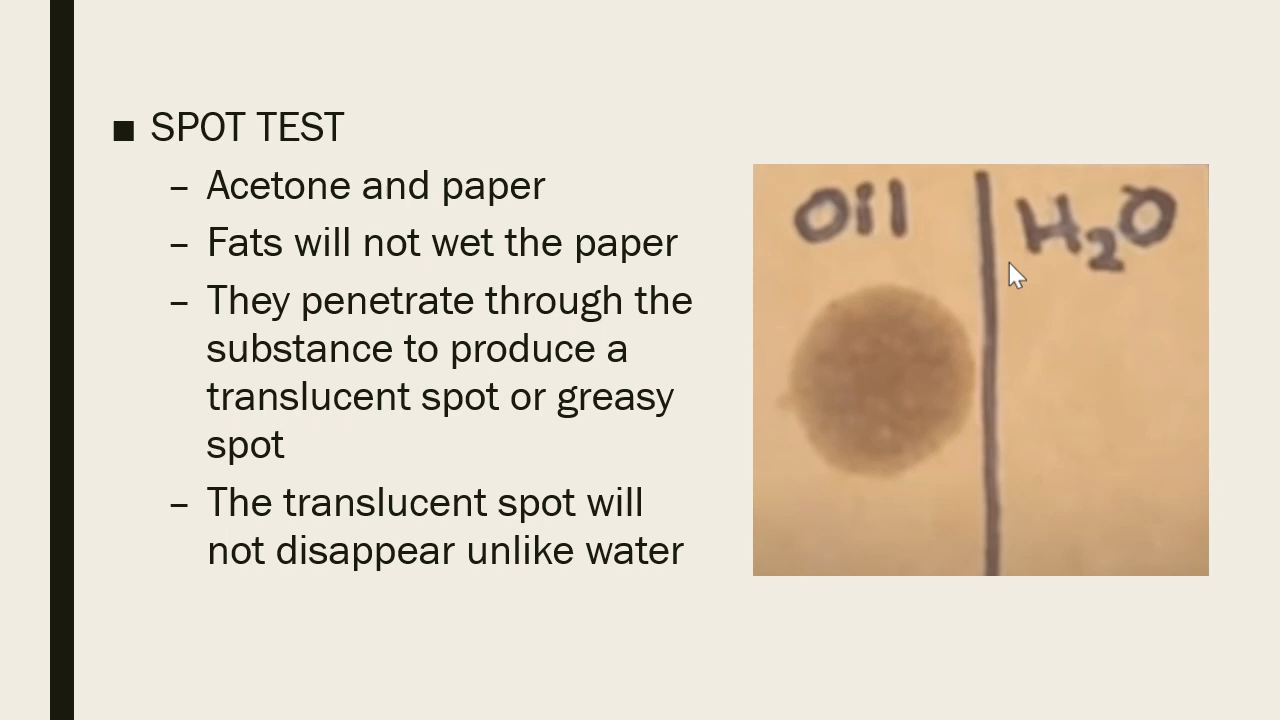 ■ SPOT TEST
– Acetone and paper
– Fats will not wet the paper
– They penetrate through the
substance to produce a
translucent spot or greasy
spot
– The translucent spot will
not disappear unlike water
Oil
H₂O